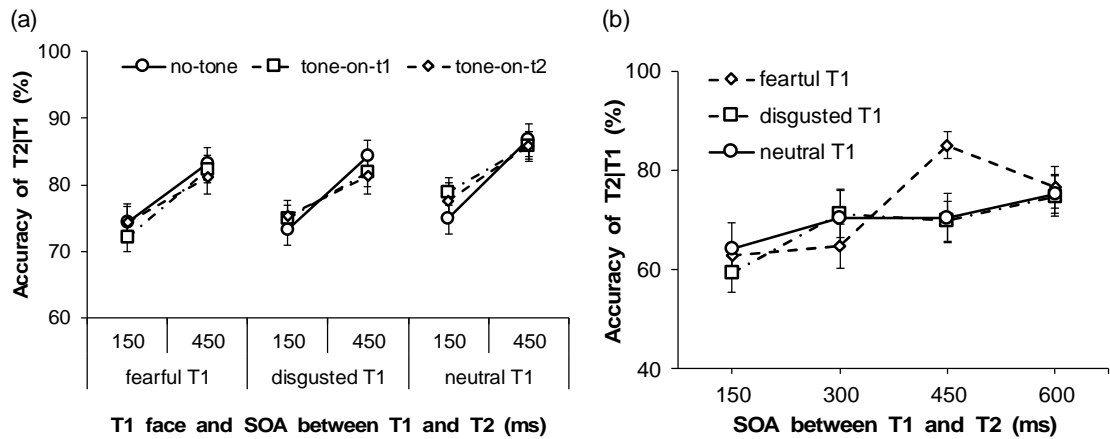 (a)
100
90
80
70
60
Accuracy of T2|T1 (%)
no-tone tone-on-t1 tone-on-t2
150 450 150 450 150 450
fearful T1 disgusted T1 neutral T1
T1 face and SOA between T1 and T2 (ms)
(b)
100
80
60
40
Accuracy of T2|T1 (%)
feartul T1
disgusted T1
neutral T1
150 300 450 600
SOA between T1 and T2 (ms)